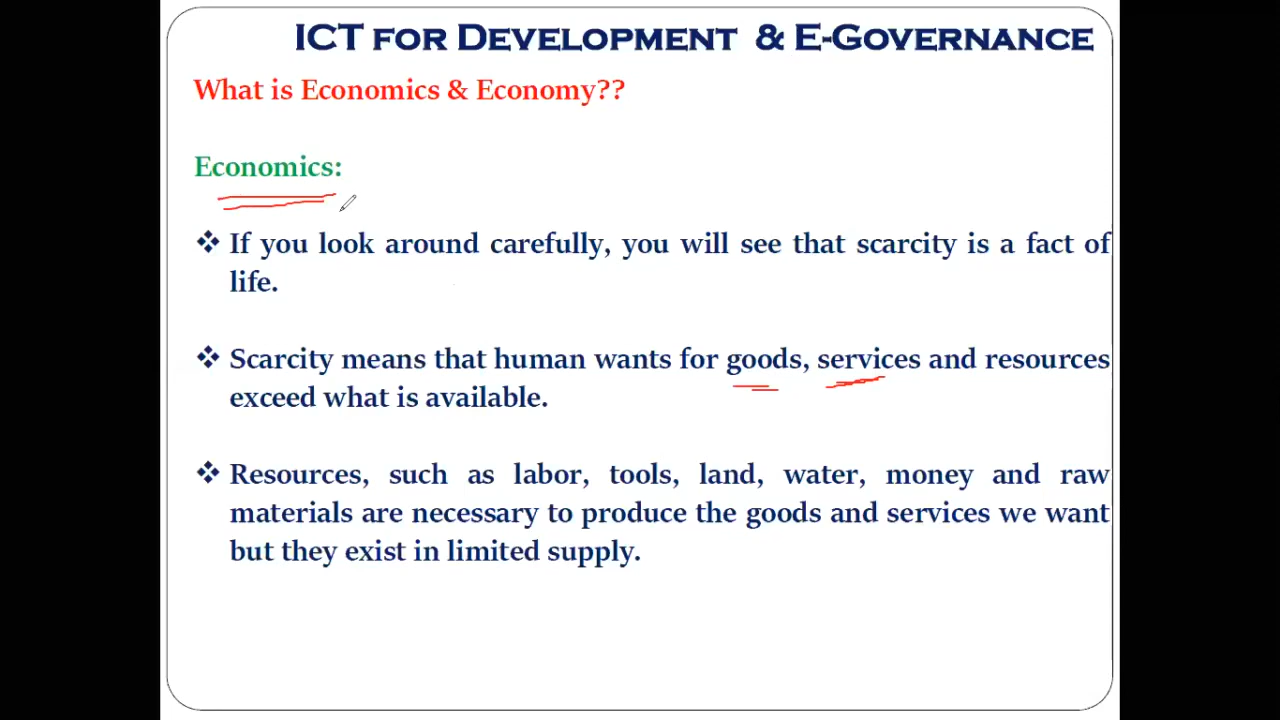 ICT FOR DEVELOPMENT & E-GOVERNANCE
What is Economics & Economy??
Economics:
❖ If you look around carefully, you will see that scarcity is a fact of
life.
❖ Scarcity means that human wants for goods, services and resources
exceed what is available.
❖ Resources, such as labor, tools, land, water, money and raw
materials are necessary to produce the goods and services we want
but they exist in limited supply.